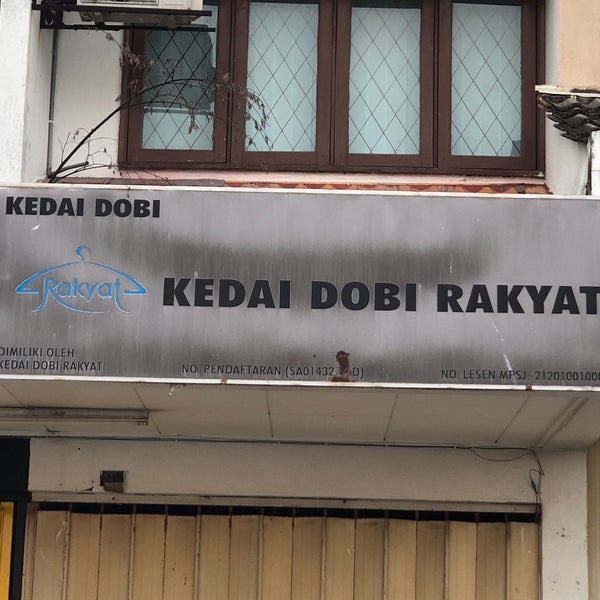 KEDAI DOBI
Rakyat
KEDAI DOBI RAKYAT
DIMILIKI OLEH:
KEDAI DOBI RAKYAT
NO. PENDAFTARAN
NO. LESEN MPSJ-